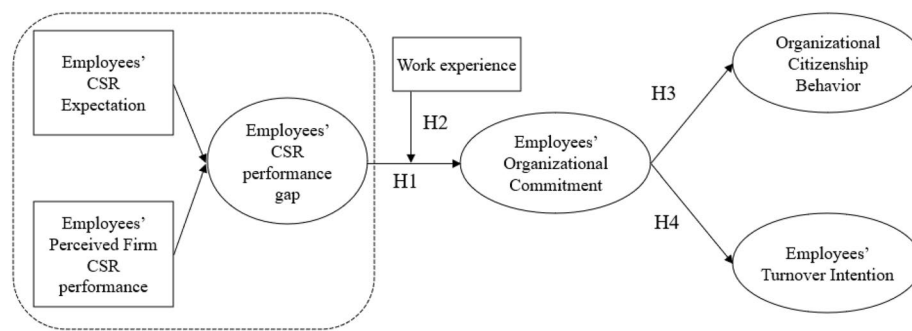 Employees'
CSR
Expectation
Employees'
Perceived Firm
CSR
performance
Employees'
CSR
performance
gap
Work experience
H2
H1
Employees'
Organizational
Commitment
H3
H4
Organizational
Citizenship
Behavior
Employees'
Turnover Intention